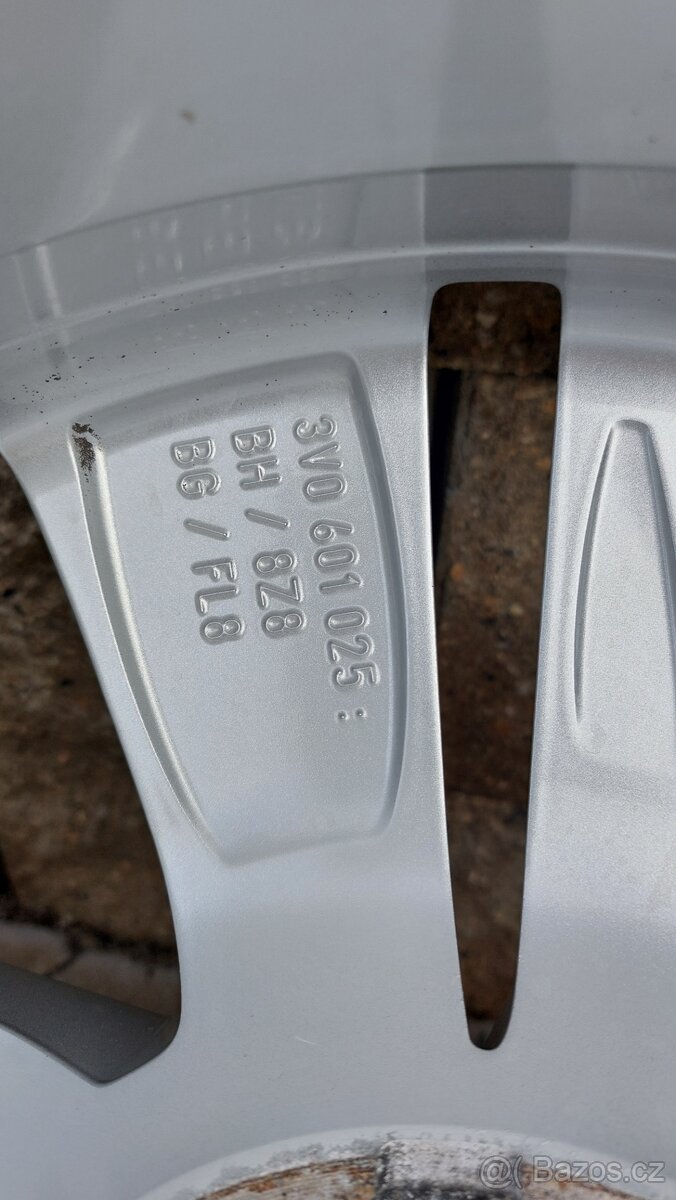 3V0 601 025 :
BH / 8Z8
BG / FL8
@( Bazos.cz